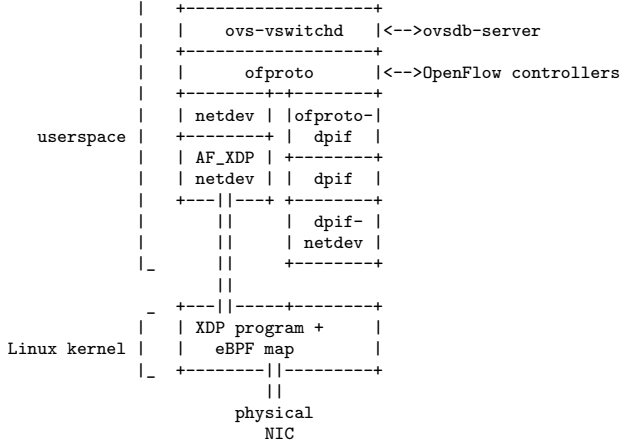 |   +-------------------+
|   |    ovs-vswitchd   |<-->ovsdb-server
|   +-------------------+
|   |      ofproto      |<-->OpenFlow controllers
|   +--------+-+--------+
|   | netdev | |ofproto-|
userspace |   +--------+ |  dpif  |
|   | AF_XDP | +--------+
|   | netdev | |  dpif  |
|   +---||---+ +--------+
|       ||     |  dpif- |
|       ||     | netdev |
|_      ||     +--------+
||
_   +---||-----+--------+
|   | XDP program +     |
Linux kernel |   |   eBPF map        |
|_  +--------||---------+
||
physical
NIC